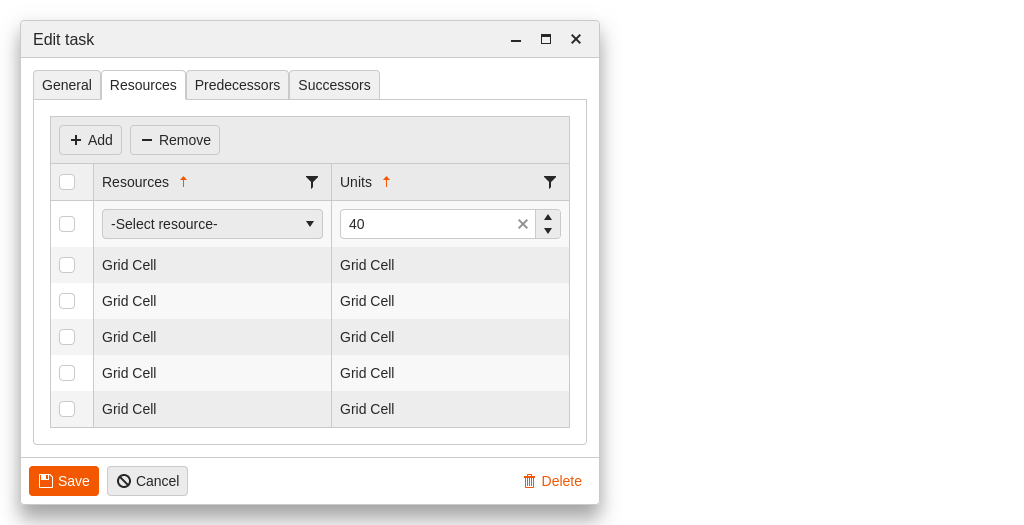 Edit task
General Resources Predecessors Successors
Add Remove
Resources Units
-Select resource- 40
Grid Cell Grid Cell
Grid Cell Grid Cell
Grid Cell Grid Cell
Grid Cell Grid Cell
Grid Cell Grid Cell
Save Cancel Delete